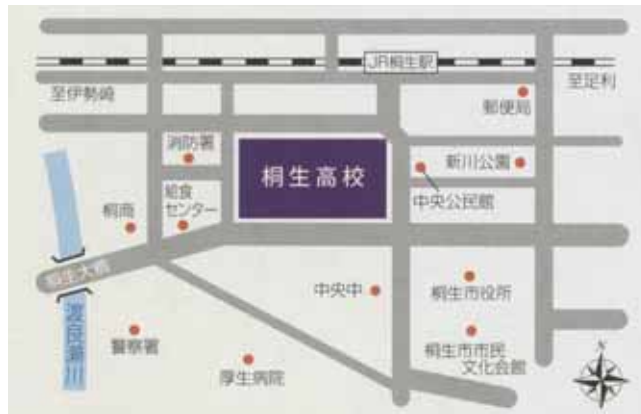 JR桐生駅
至伊勢崎
至足利
郵便局
消防署
桐生高校
新川公園
中央公民館
給食
センター
桐商
桐生大橋
中央中
桐生市役所
渡良瀬川
警察署
厚生病院
桐生市市民
文化会館